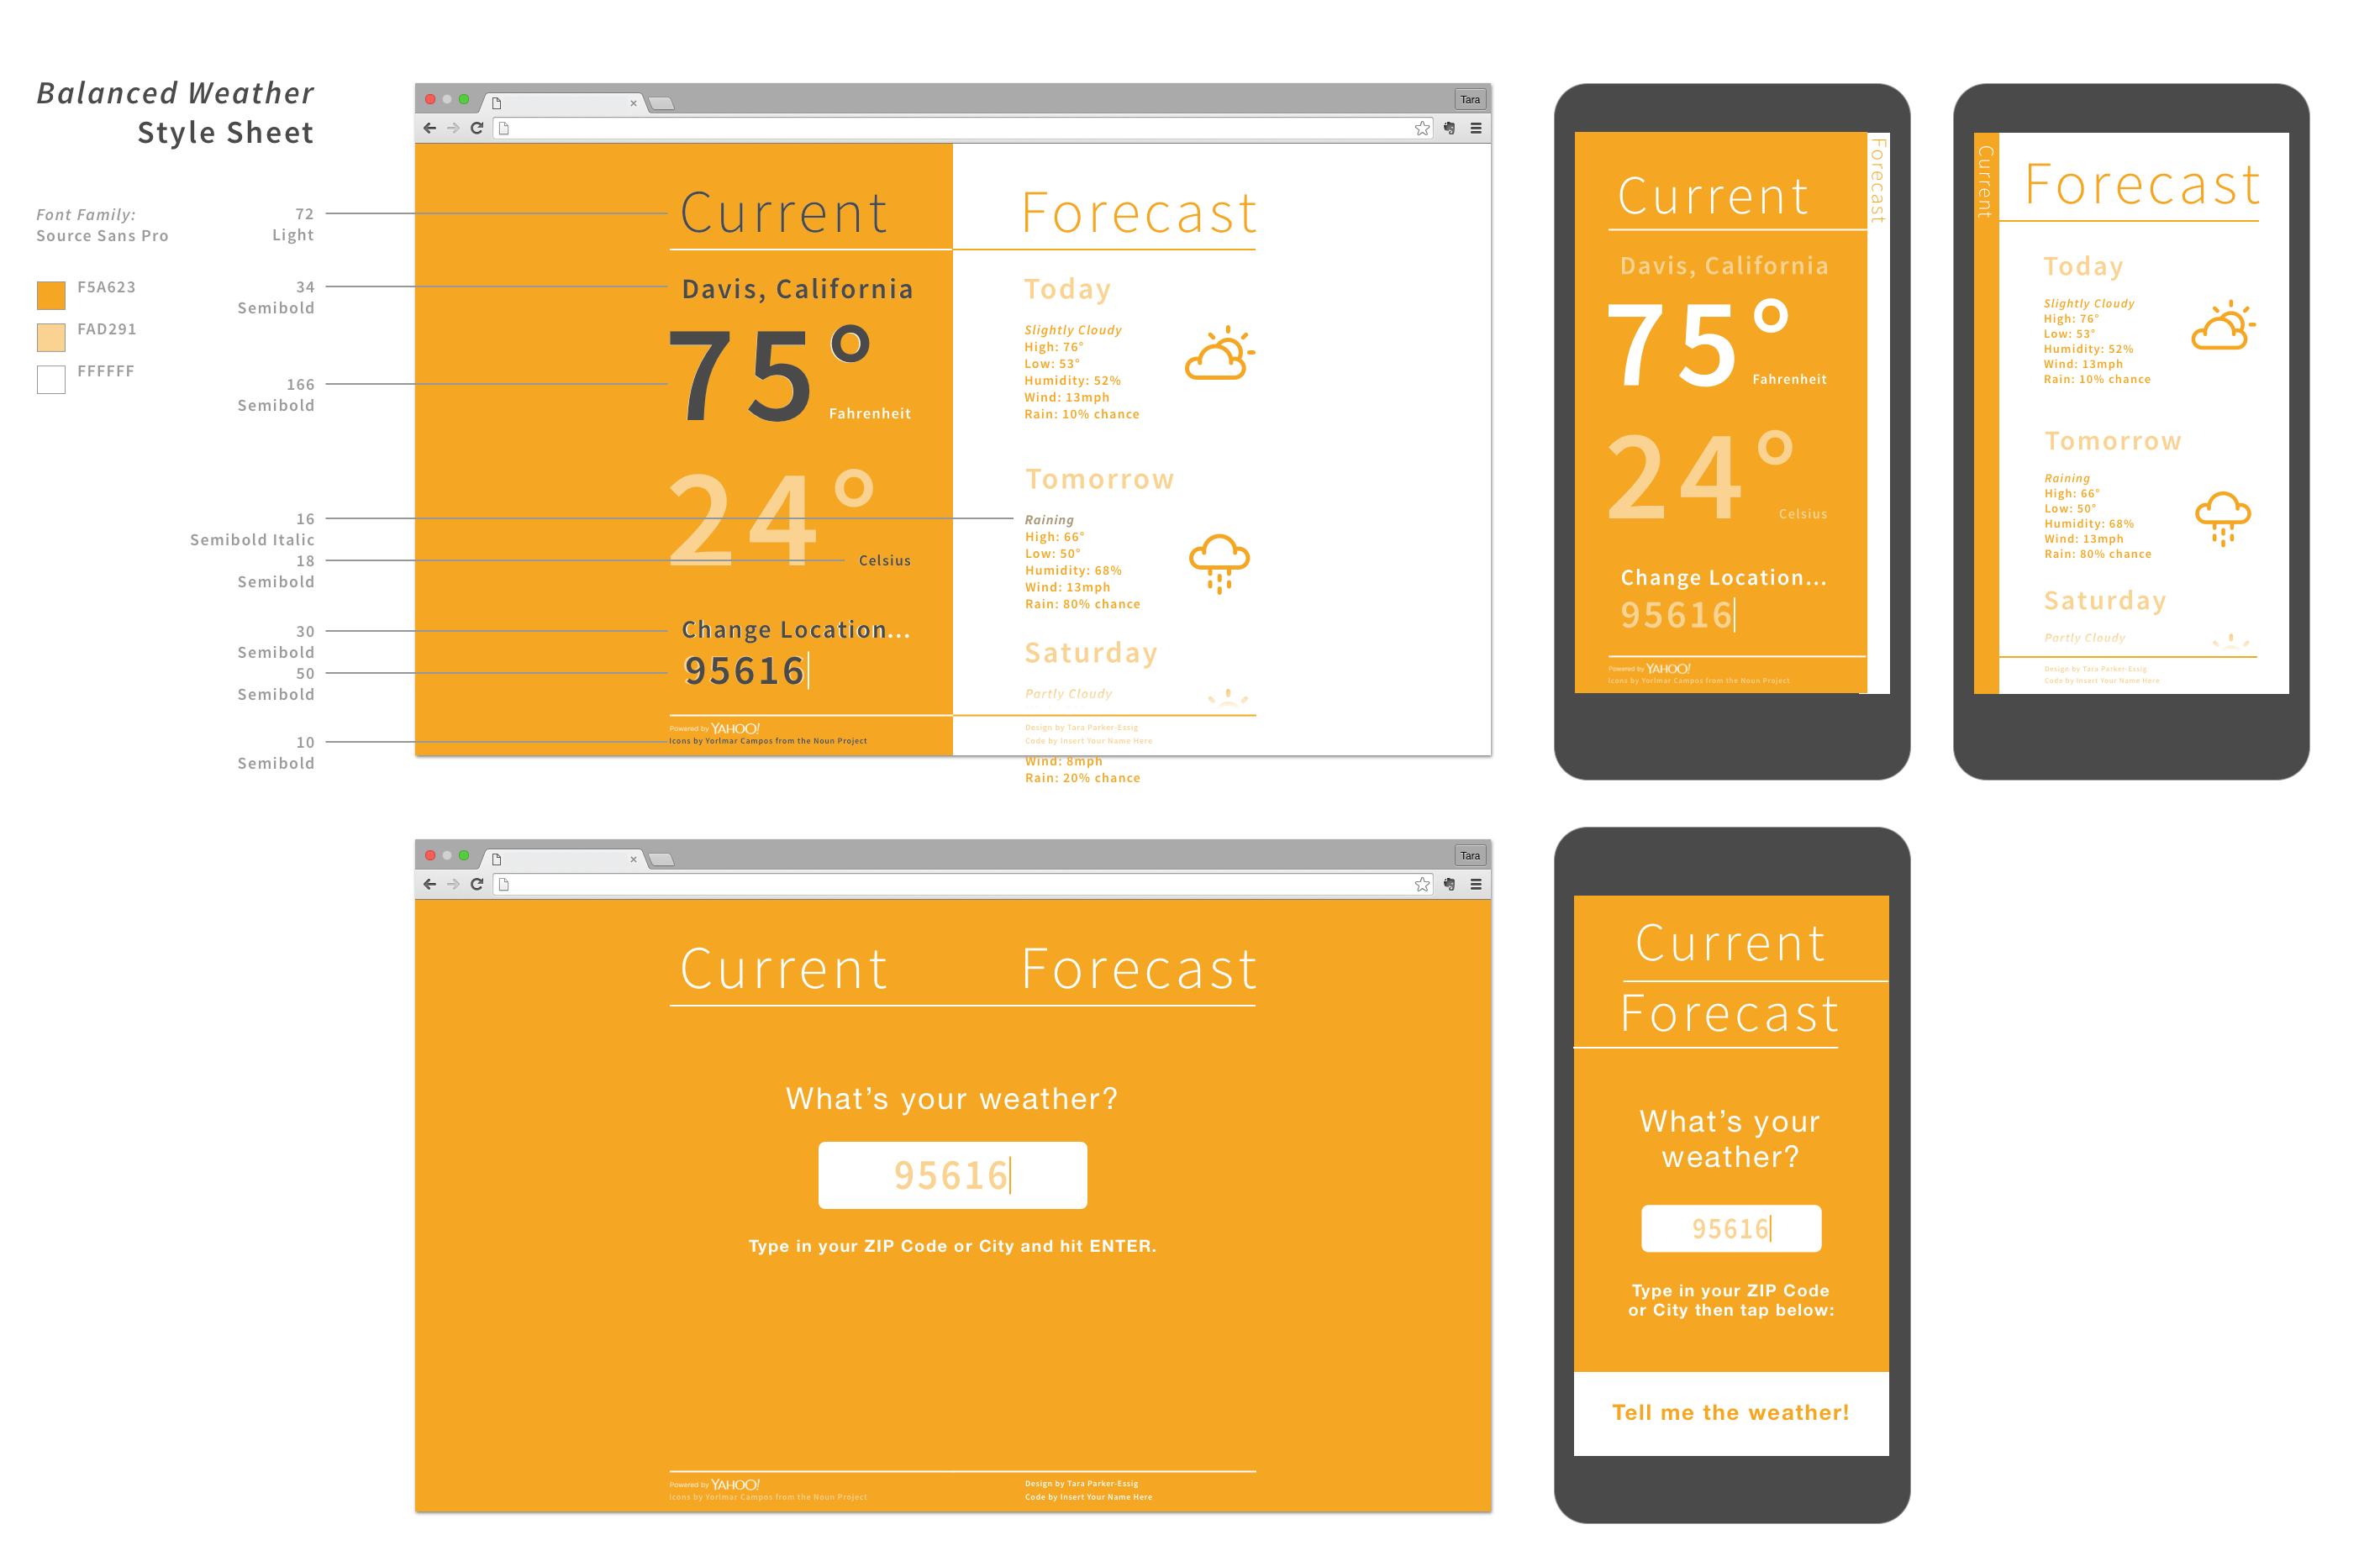 Balanced Weather
Style Sheet
Font Family:
Source Sans Pro
F5A623
FAD291
FFFFFF
72
Light
34
Semibold
166
Semibold
16
Semibold Italic
18
Semibold
30
Semibold
50
Semibold
10
Semibold
Tara
Current
Davis, California
75°
Fahrenheit
24°
Celsius
Change Location...
95616
Powered by YAHOO!
Icons by Yorlmar Campos from the Noun Project
Forecast
Today
Slightly Cloudy
High: 76°
Low: 53°
Humidity: 52%
Wind: 13mph
Rain: 10% chance
Tomorrow
Raining
High: 66°
Low: 50°
Humidity: 68%
Wind: 13mph
Rain: 80% chance
Saturday
Partly Cloudy
Design by Tara Parker-Essig
Code by Insert Your Name Here
Wind: 8mph
Rain: 20% chance
Current
Davis, California
75°
Fahrenheit
24°
Celsius
Change Location...
95616
Powered by YAHOO!
Icons by Yorlmar Campos from the Noun Project
Forecast
Current
Forecast
Today
Slightly Cloudy
High: 76°
Low: 53°
Humidity: 52%
Wind: 13mph
Rain: 10% chance
Tomorrow
Raining
High: 66°
Low: 50°
Humidity: 68%
Wind: 13mph
Rain: 80% chance
Saturday
Partly Cloudy
Design by Tara Parker-Essig
Code by Insert Your Name Here
Tara
Current Forecast
What's your weather?
95616
Type in your ZIP Code or City and hit ENTER.
Powered by YAHOO!
Icons by Yorlmar Campos from the Noun Project
Design by Tara Parker-Essig
Code by Insert Your Name Here
Current
Forecast
What's your
weather?
95616
Type in your ZIP Code
or City then tap below:
Tell me the weather!